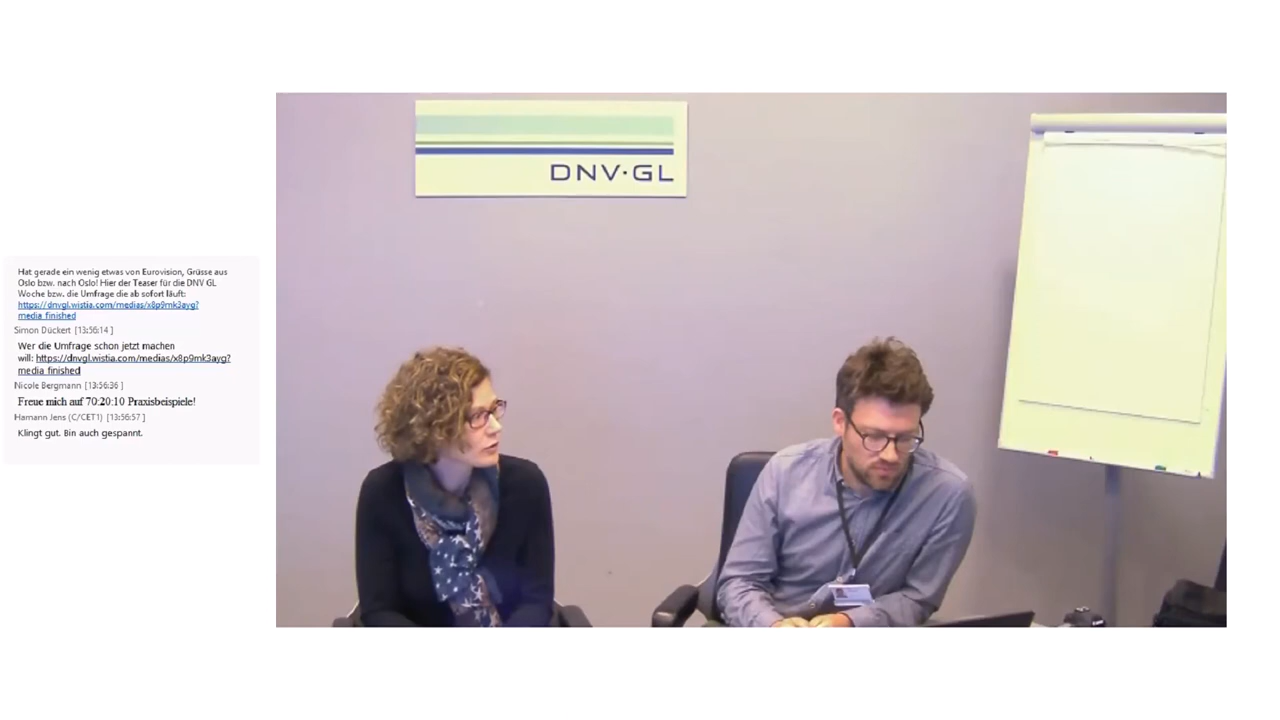 Hat gerade ein wenig etwas von Eurovision, Grüsse aus
Oslo bzw. nach Oslo! Hier der Teaser für die DNV GL
Woche bzw. die Umfrage die ab sofort läuft:
https://dnvgl.wistia.com/medias/x8p9mk3ayg?
media_finished
Simon Dückert [13:56:14 ]
Wer die Umfrage schon jetzt machen
will: https://dnvgl.wistia.com/medias/x8p9mk3ayg?
media_finished
Nicole Bergmann [13:56:36 ]
Freue mich auf 70:20:10 Praxisbeispiele!
Hamann Jens (C/CET1) [13:56:57 ]
Klingt gut. Bin auch gespannt.
DNV·GL